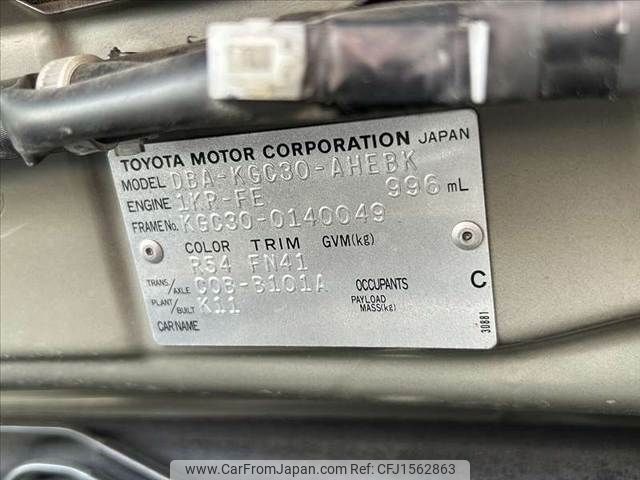 TOYOTA MOTOR CORPORATION JAPAN
MODEL DBA-KGC30-AHEBK
ENGINE 1KR-FE 996 mL
FRAME No. KGC30-0140049
COLOR TRIM GVM(kg)
R54 FN41
TRANS/AXLE C0B-B101A OCCUPANTS C
PLANT/BUILT K11 PAYLOAD MASS(kg)
CAR NAME
30881
www.CarFromJapan.com Car ID: CFJ1562863